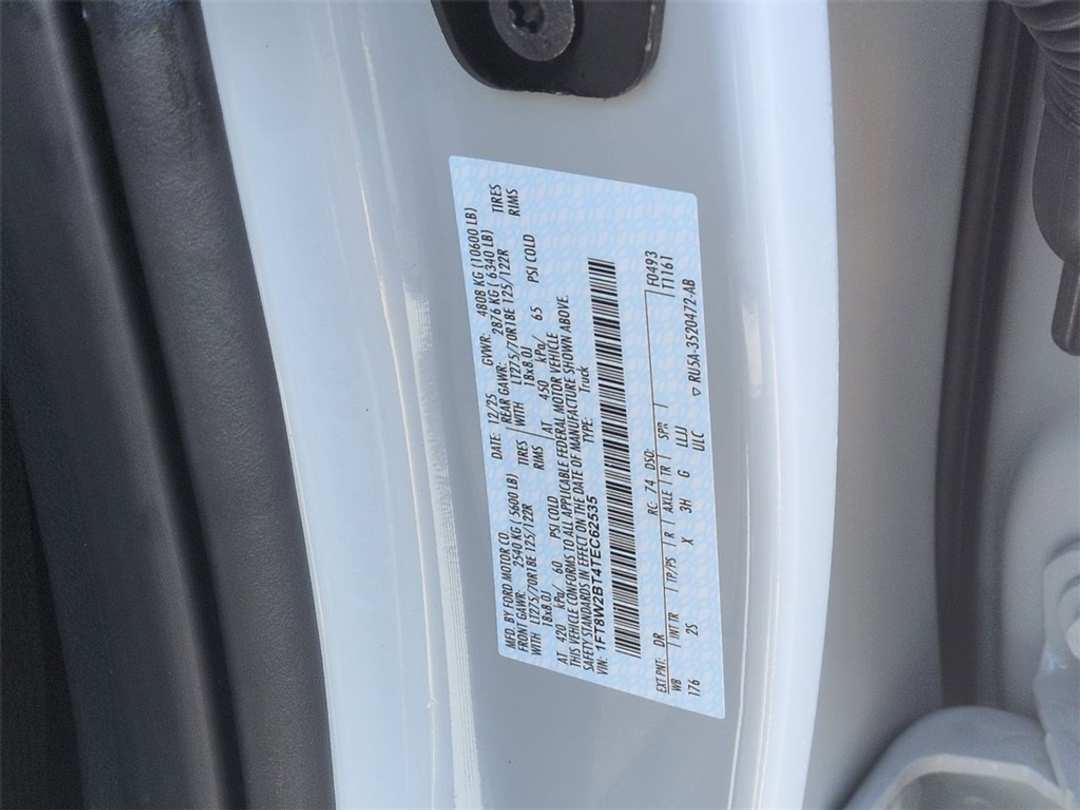 MFD. BY FORD MOTOR CO. DATE: 12/25 GVWR: 4808 KG (10600 LB)
FRONT GAWR: 2540 KG (5600 LB) REAR GAWR: 2876 KG (6340 LB)
WITH LT275/70R18E 125/122R TIRES WITH LT275/70R18E 125/122R TIRES
18x8.0J RIMS 18x8.0J RIMS
AT 420 kPa/ 60 PSI COLD AT 450 kPa/ 65 PSI COLD
THIS VEHICLE CONFORMS TO ALL APPLICABLE FEDERAL MOTOR VEHICLE
SAFETY STANDARDS IN EFFECT ON THE DATE OF MANUFACTURE SHOWN ABOVE.
VIN: 1FT8W2BT4TEC62535 TYPE: Truck
F0493
T1161
EXT PNT: DR RC: 74 DSO:
WB INT TR TP/PS R AXLE TR SPR
176 2S X 3H G LLJJ
ULC
RU5A-3520472-AB